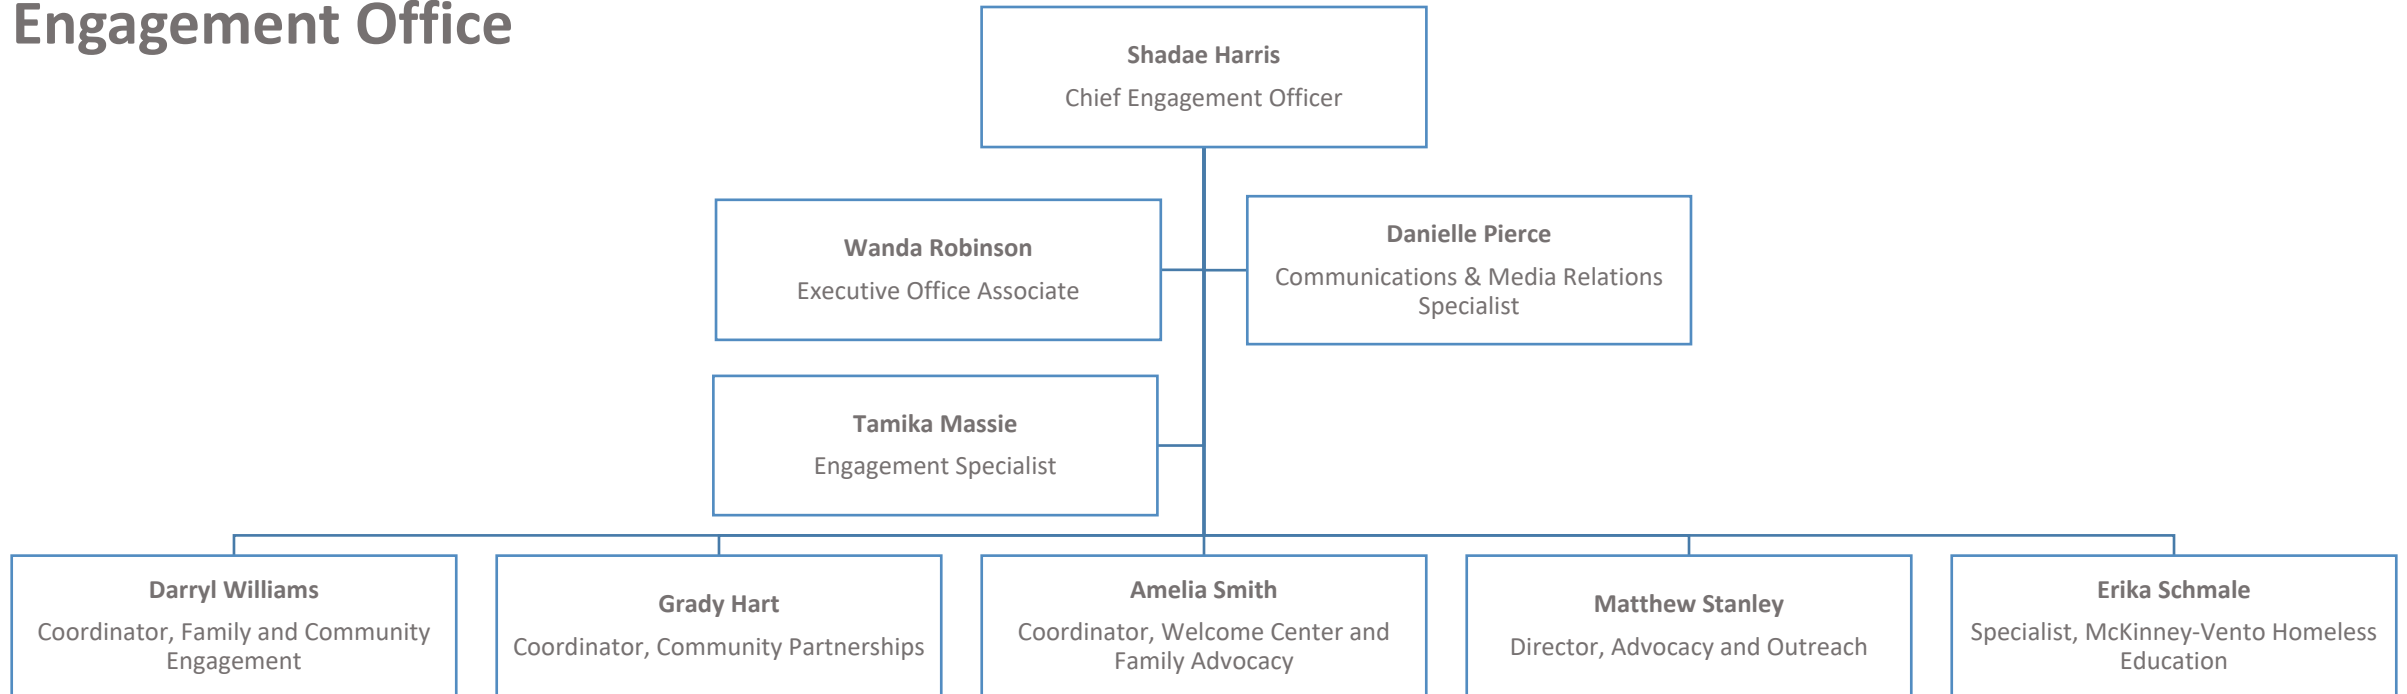 Engagement Office
Shadae Harris
Chief Engagement Officer
Wanda Robinson
Executive Office Associate
Danielle Pierce
Communications & Media Relations
Specialist
Tamika Massie
Engagement Specialist
Darryl Williams
Coordinator, Family and Community
Engagement
Grady Hart
Coordinator, Community Partnerships
Amelia Smith
Coordinator, Welcome Center and
Family Advocacy
Matthew Stanley
Director, Advocacy and Outreach
Erika Schmale
Specialist, McKinney-Vento Homeless
Education